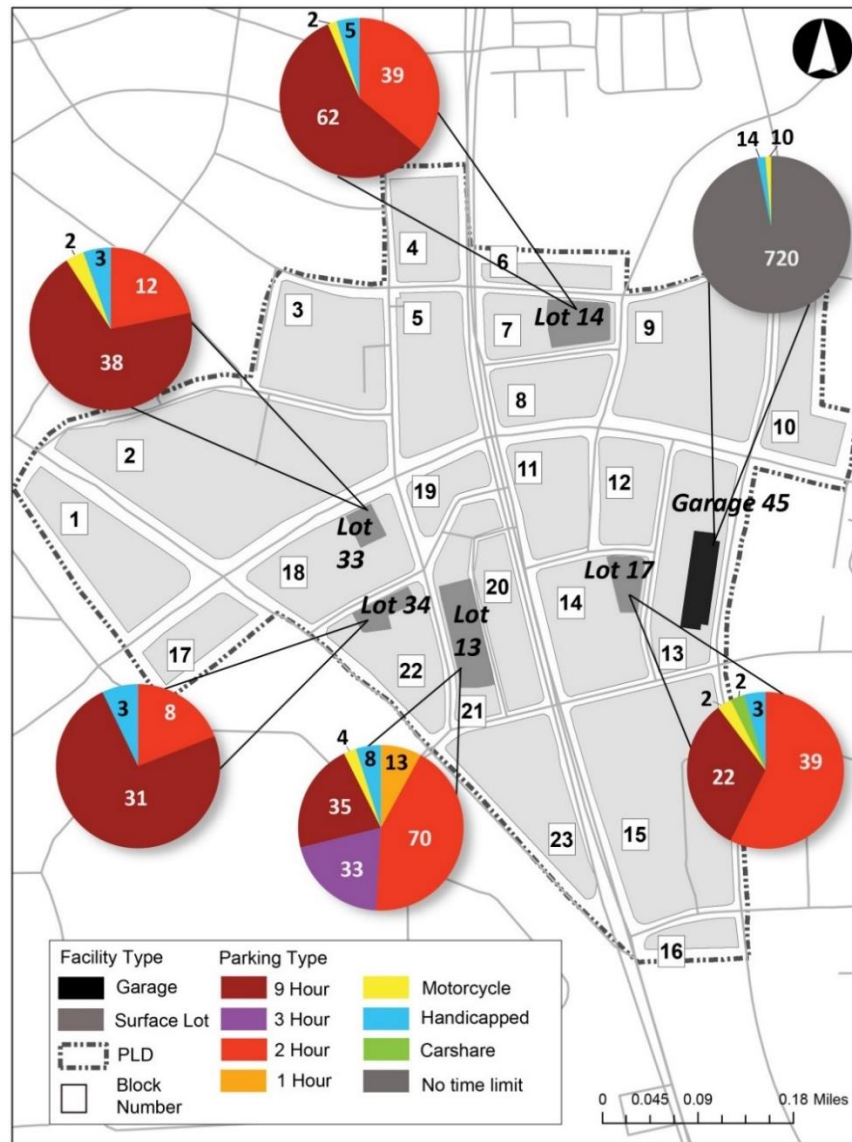 2
5
39
62
14
10
720
2
3
12
38
4
6
3
5
7
Lot 14
9
8
10
2
11
12
19
Garage 45
1
Lot
33
18
Lot 34
Lot
13
20
14
Lot 17
17
22
13
21
3
8
31
4
8
13
35
70
33
2
2
3
22
39
23
15
16
Facility Type
Garage
Surface Lot
PLD
Block
Number
Parking Type
9 Hour
3 Hour
2 Hour
1 Hour
Motorcycle
Handicapped
Carshare
No time limit
0 0.045 0.09 0.18 Miles